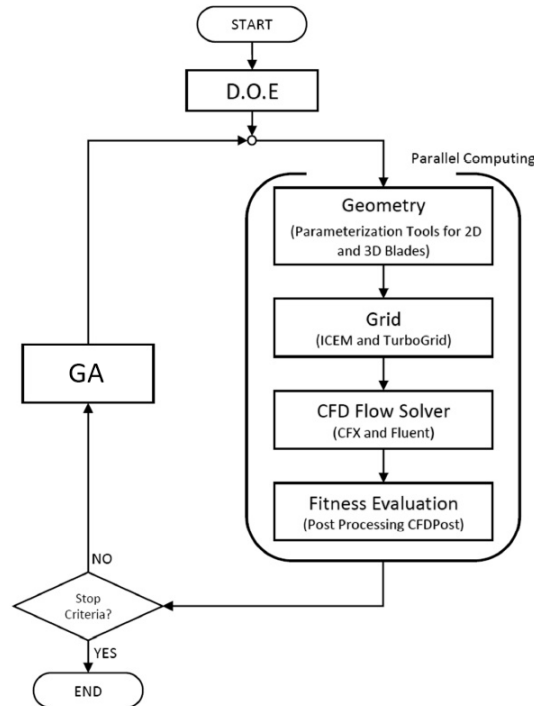 START
D.O.E
Parallel Computing
Geometry
(Parameterization Tools for 2D
and 3D Blades)
Grid
(ICEM and TurboGrid)
GA
CFD Flow Solver
(CFX and Fluent)
Fitness Evaluation
(Post Processing CFDPost)
NO
Stop
Criteria?
YES
END